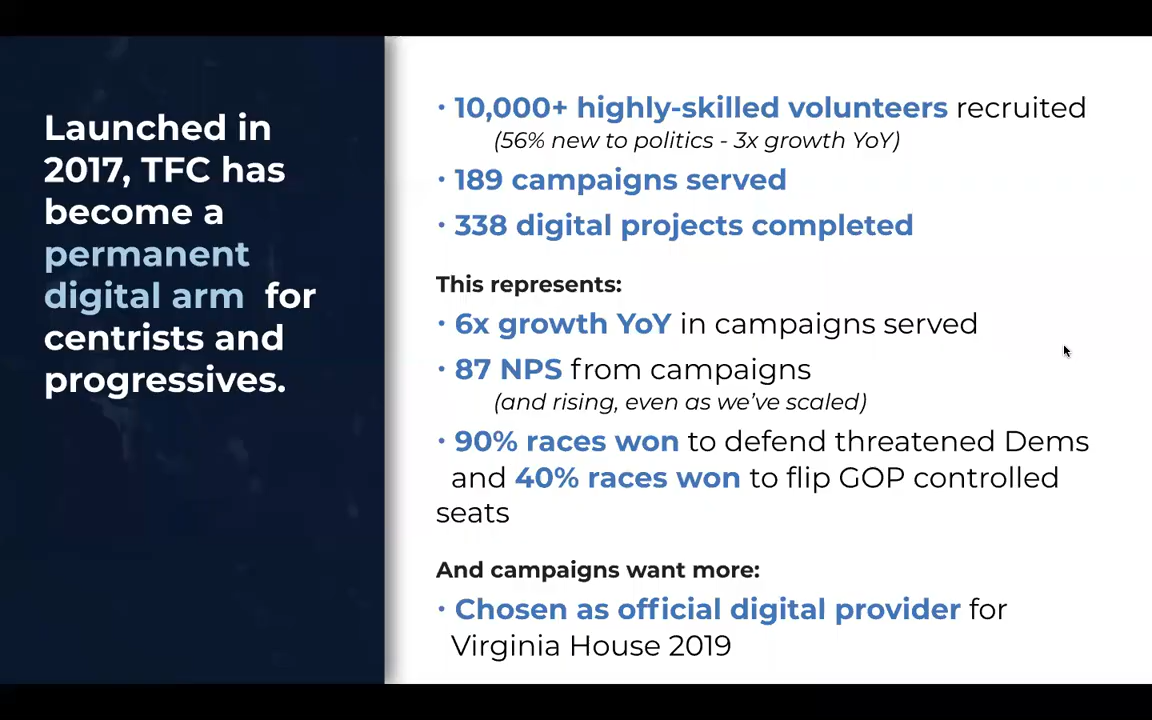 Launched in
2017, TFC has
become a
permanent
digital arm for
centrists and
progressives.
• 10,000+ highly-skilled volunteers recruited
(56% new to politics - 3x growth YoY)
• 189 campaigns served
• 338 digital projects completed
This represents:
• 6x growth YoY in campaigns served
• 87 NPS from campaigns
(and rising, even as we've scaled)
• 90% races won to defend threatened Dems
and 40% races won to flip GOP controlled
seats
And campaigns want more:
• Chosen as official digital provider for
Virginia House 2019